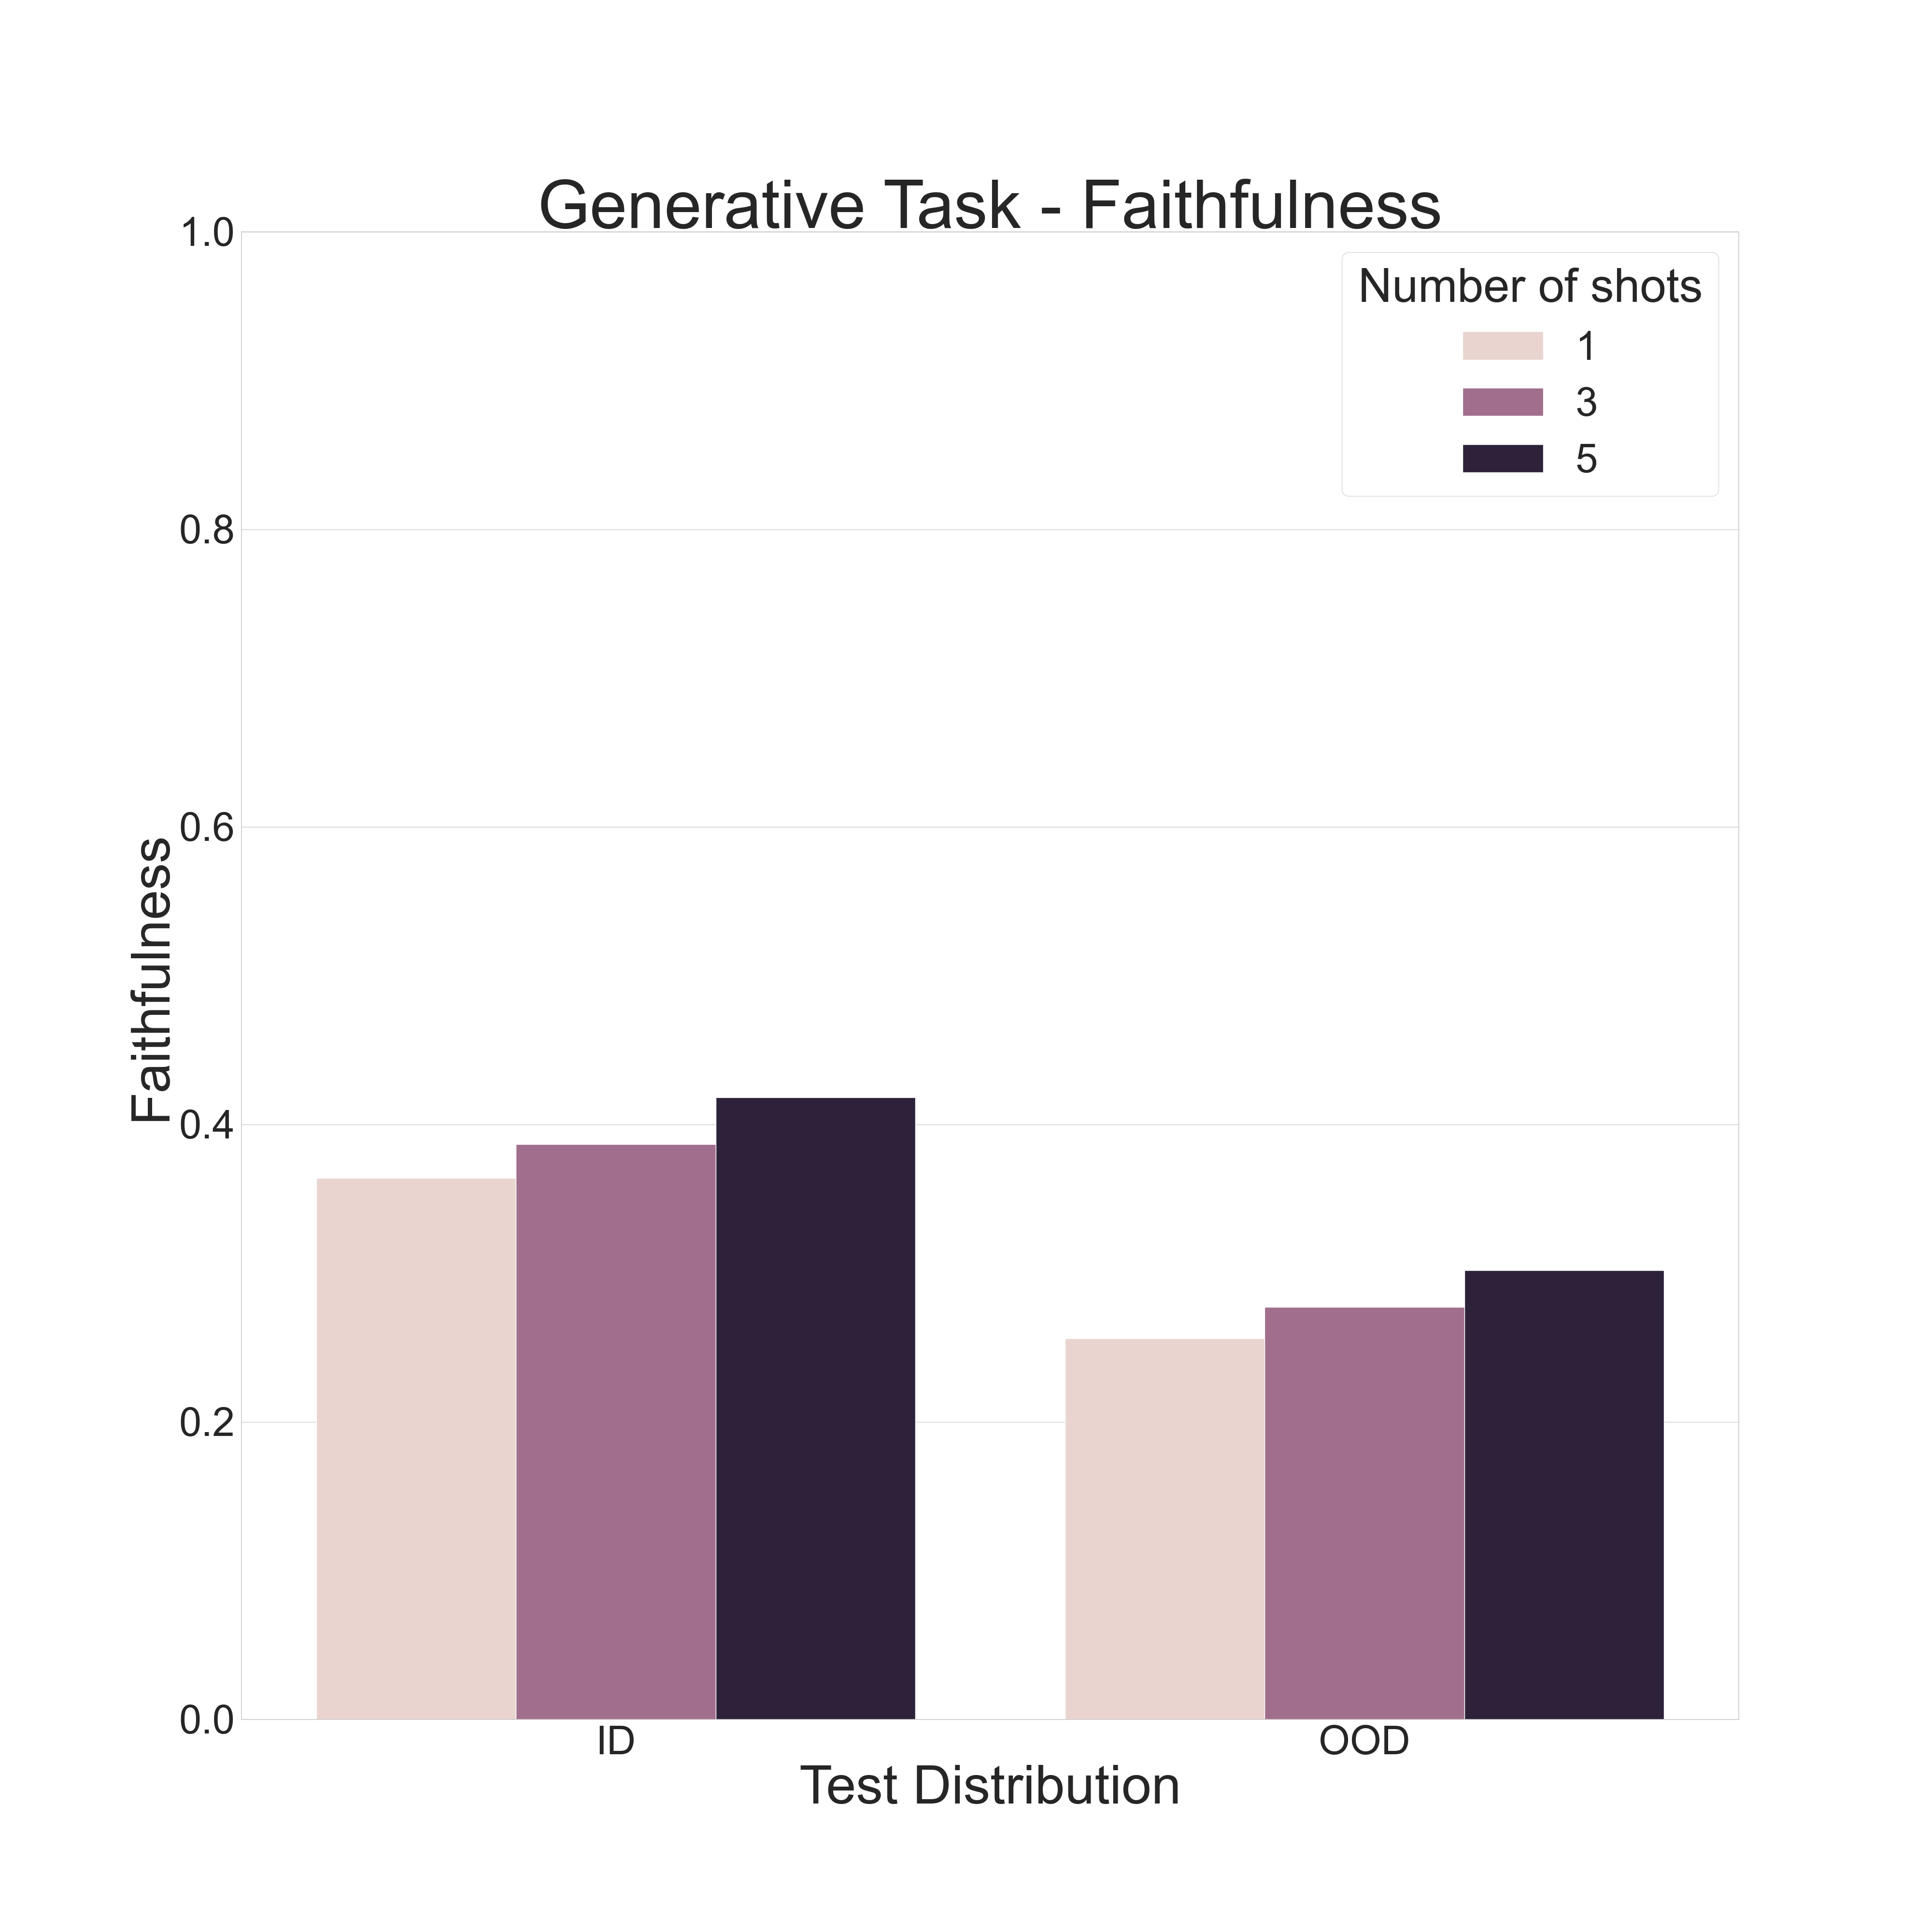 Generative Task - Faithfulness
1.0
0.8
0.6
0.4
0.2
0.0
Faithfulness
Number of shots
1
3
5
ID
OOD
Test Distribution